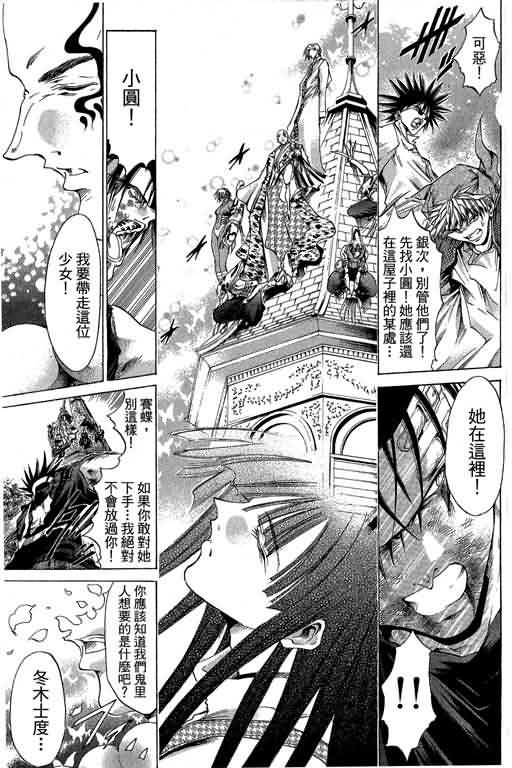 可惡！
銀次，別管他們了！
先找小圓！她應該還
在這屋子裡
的某處…
她在這裡！
！！
小圓！
我要帶走這位
少女！
賽蝶，
別這樣！
如果你敢對她
下手…我絕對
不會放過你！
你應該知道我們鬼里
人想要的是什麼吧？
冬木士度…